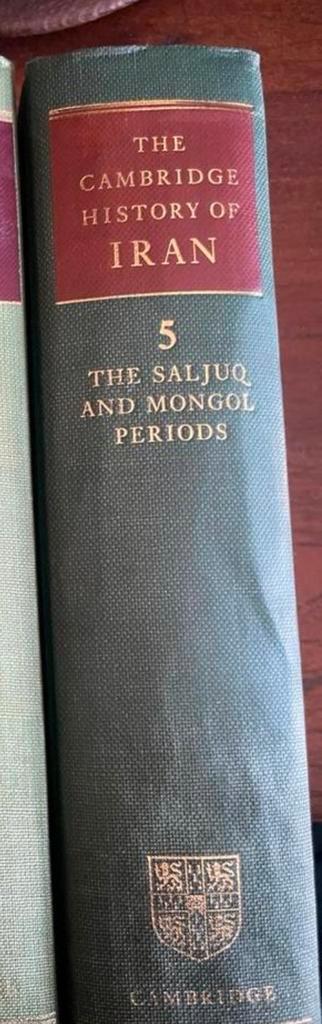 THE
CAMBRIDGE
HISTORY OF
IRAN
5
THE SALJUQ
AND MONGOL
PERIODS
CAMBRIDGE